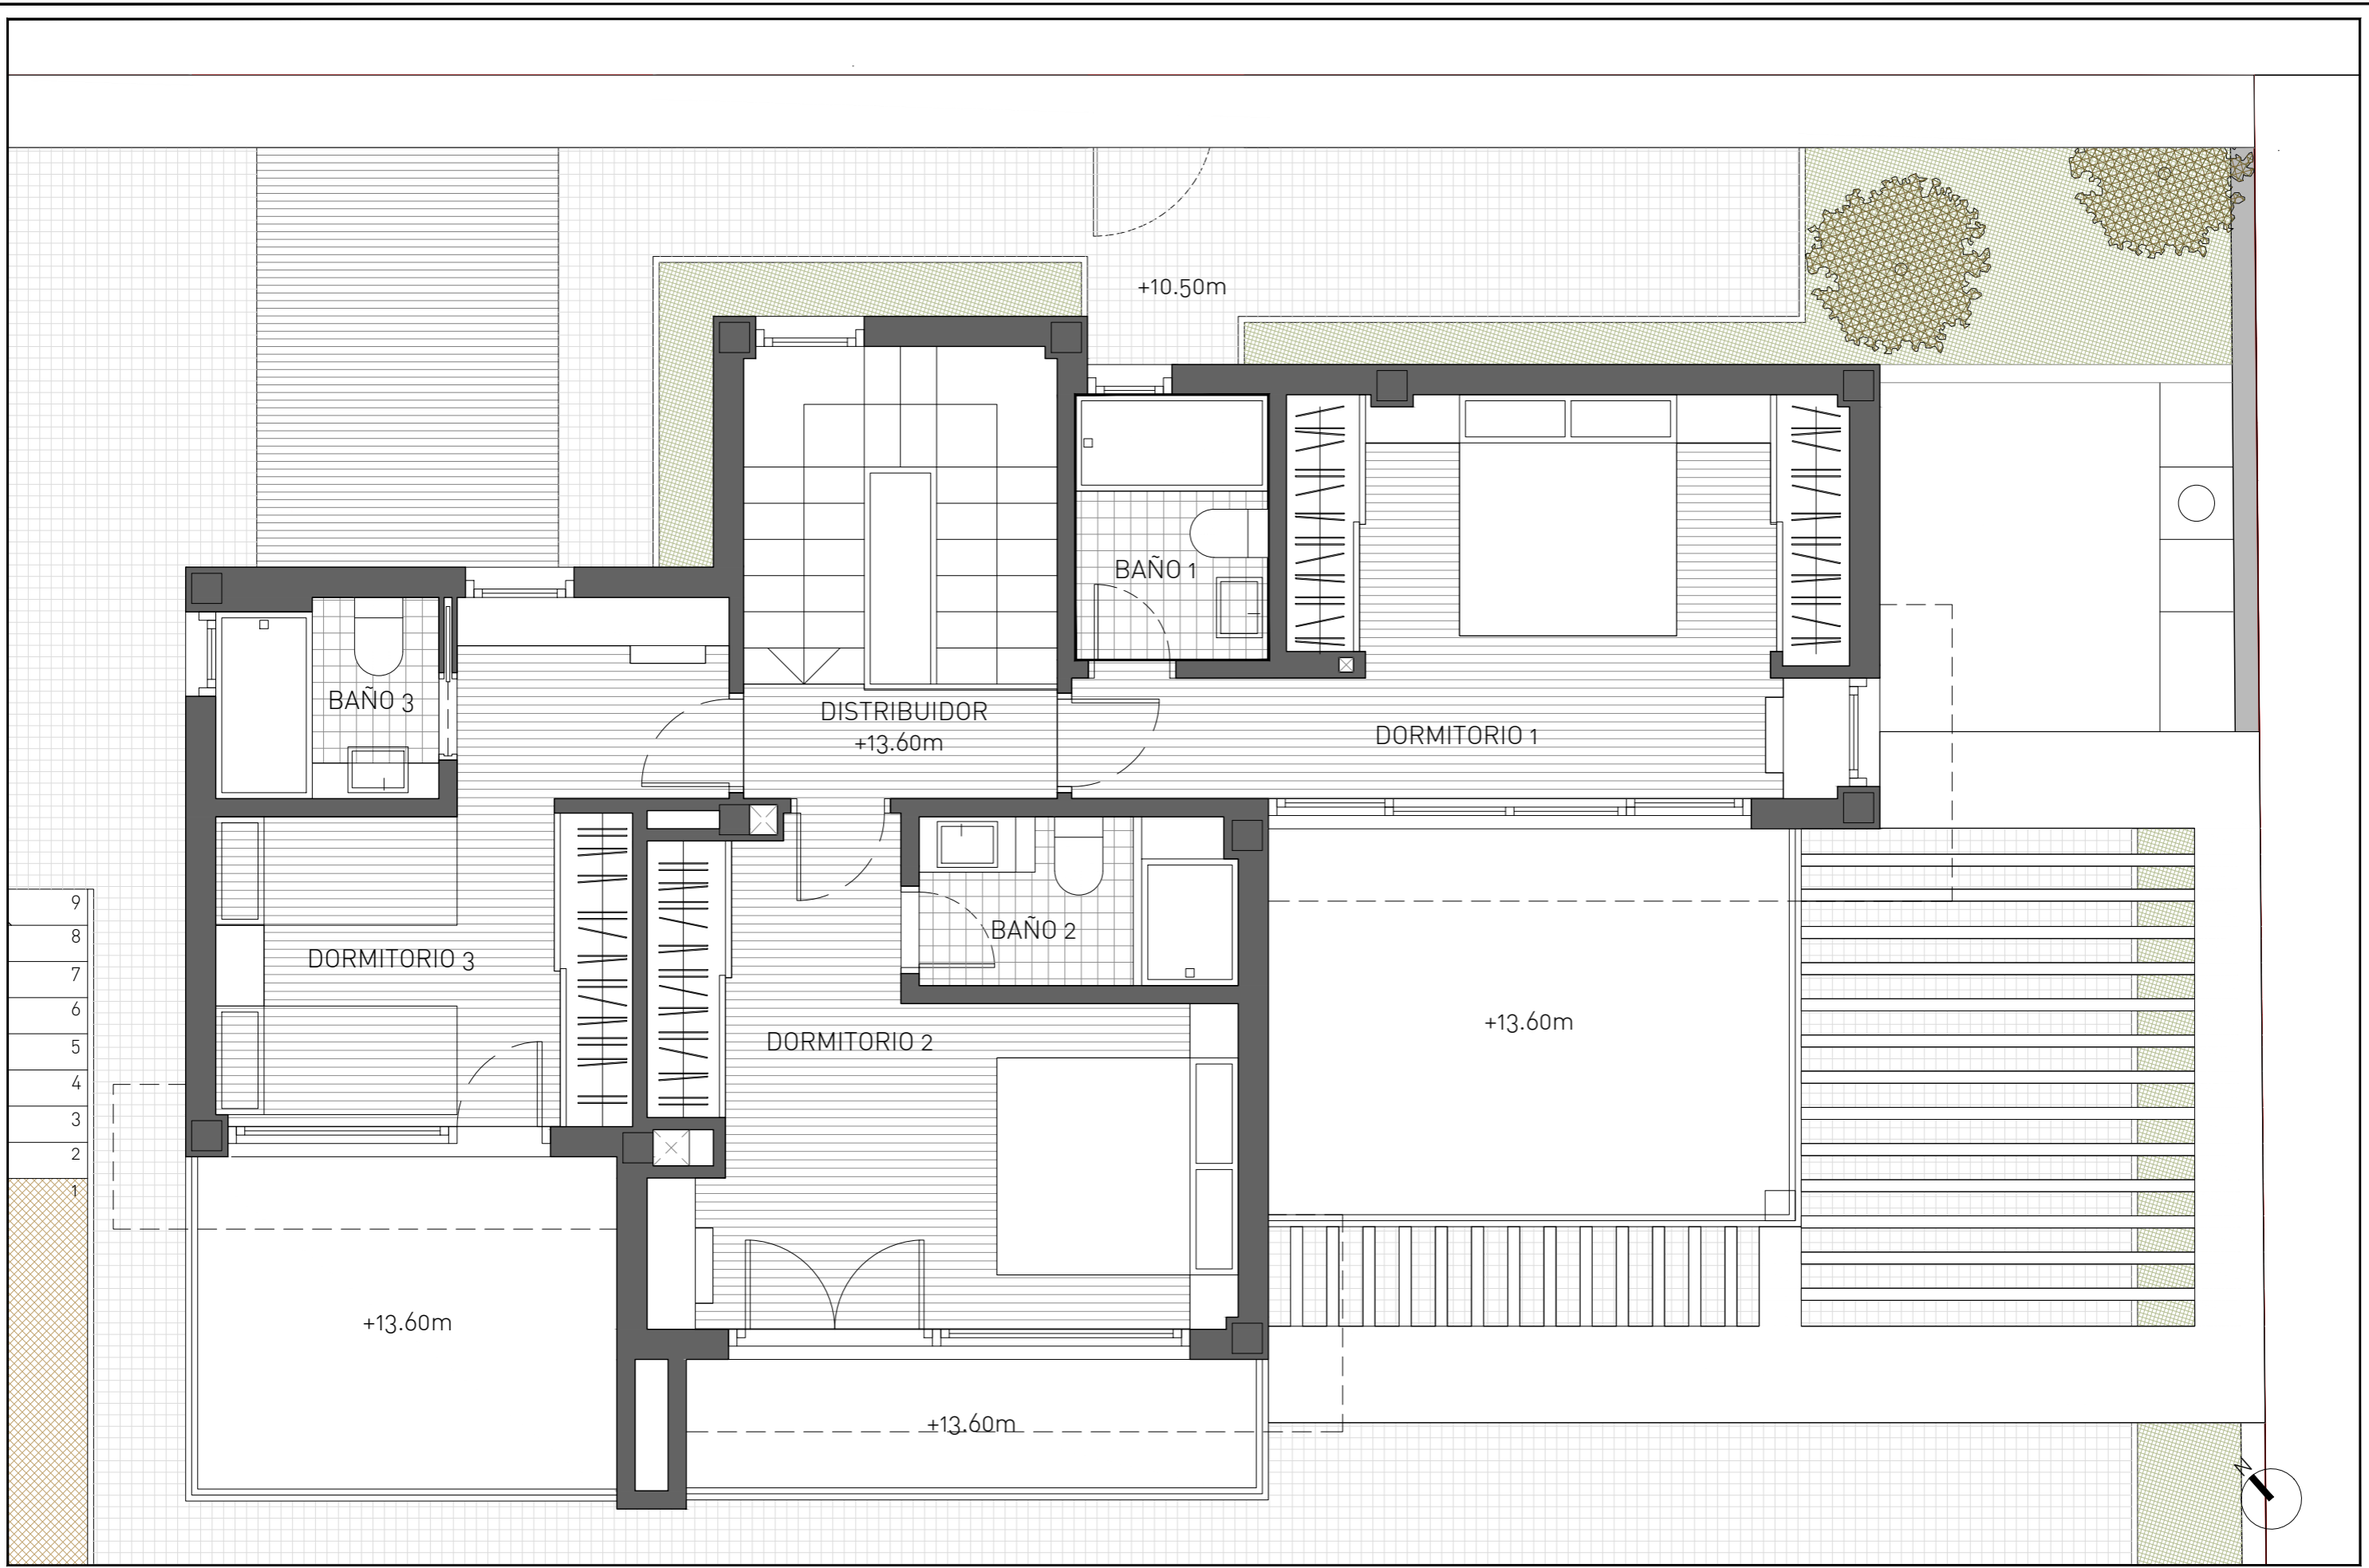 +10.50m
BAÑO 1
BAÑO 3
DISTRIBUIDOR
+13.60m
DORMITORIO 1
9
8
7
6
5
4
3
2
1
BAÑO 2
DORMITORIO 3
DORMITORIO 2
+13.60m
+13.60m
+13.60m
N